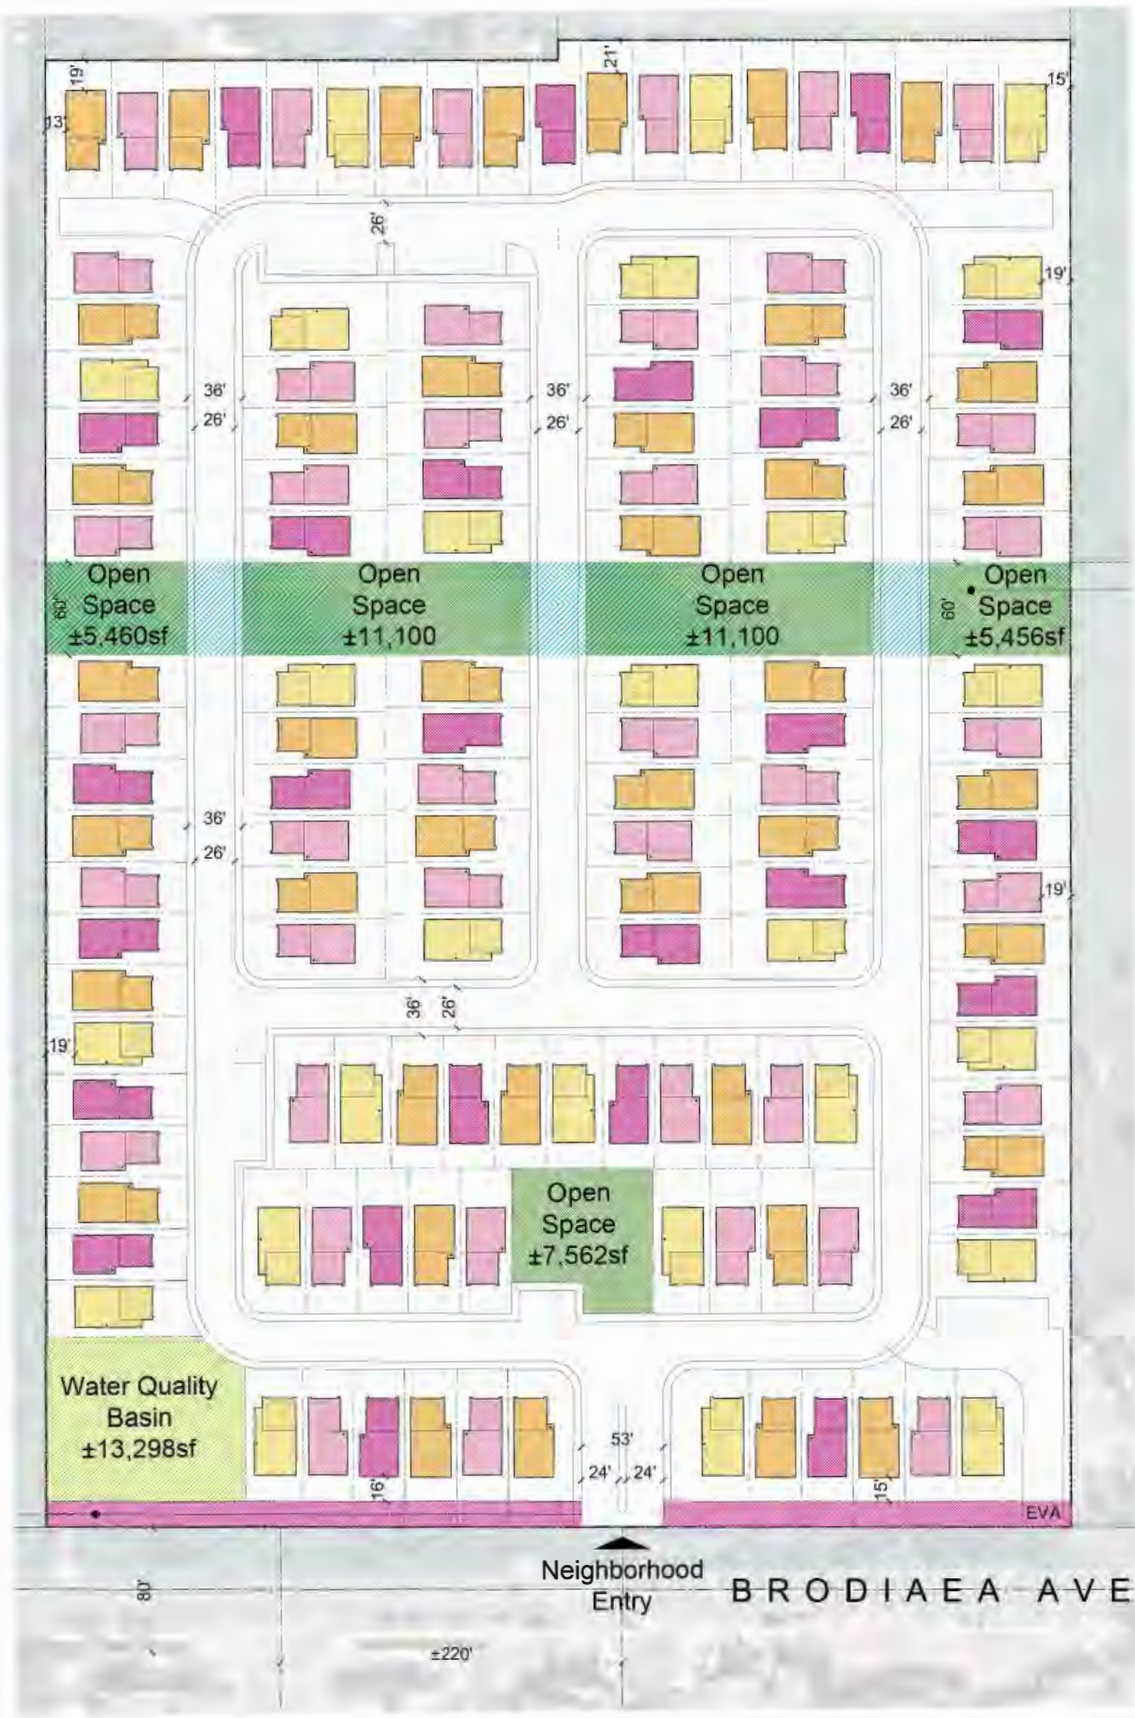 19'
21'
15'
13'
26'
19'
36'
36'
36'
26'
26'
26'
Open
Space
±5,460sf
60'
Open
Space
±11,100
Open
Space
±11,100
60'
Open
Space
±5,456sf
36'
26'
19'
36'
26'
19'
Open
Space
±7,562sf
Water Quality
Basin
±13,298sf
53'
24'
24'
16'
15'
EVA
Neighborhood
Entry
BRODIAEA AVE
80'
±220'